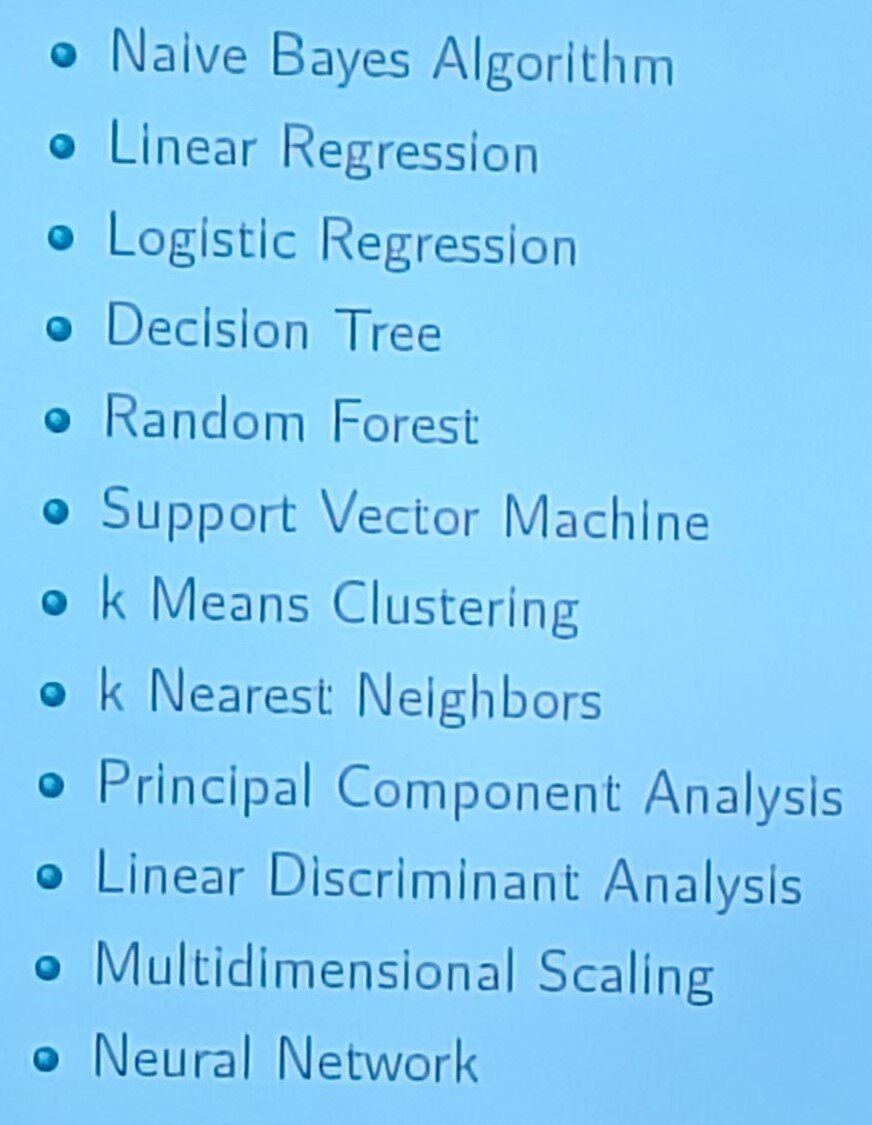 Naive Bayes Algorithm
Linear Regression
Logistic Regression
Decision Tree
Random Forest
Support Vector Machine
k Means Clustering
k Nearest Neighbors
Principal Component Analysis
Linear Discriminant Analysis
Multidimensional Scaling
Neural Network